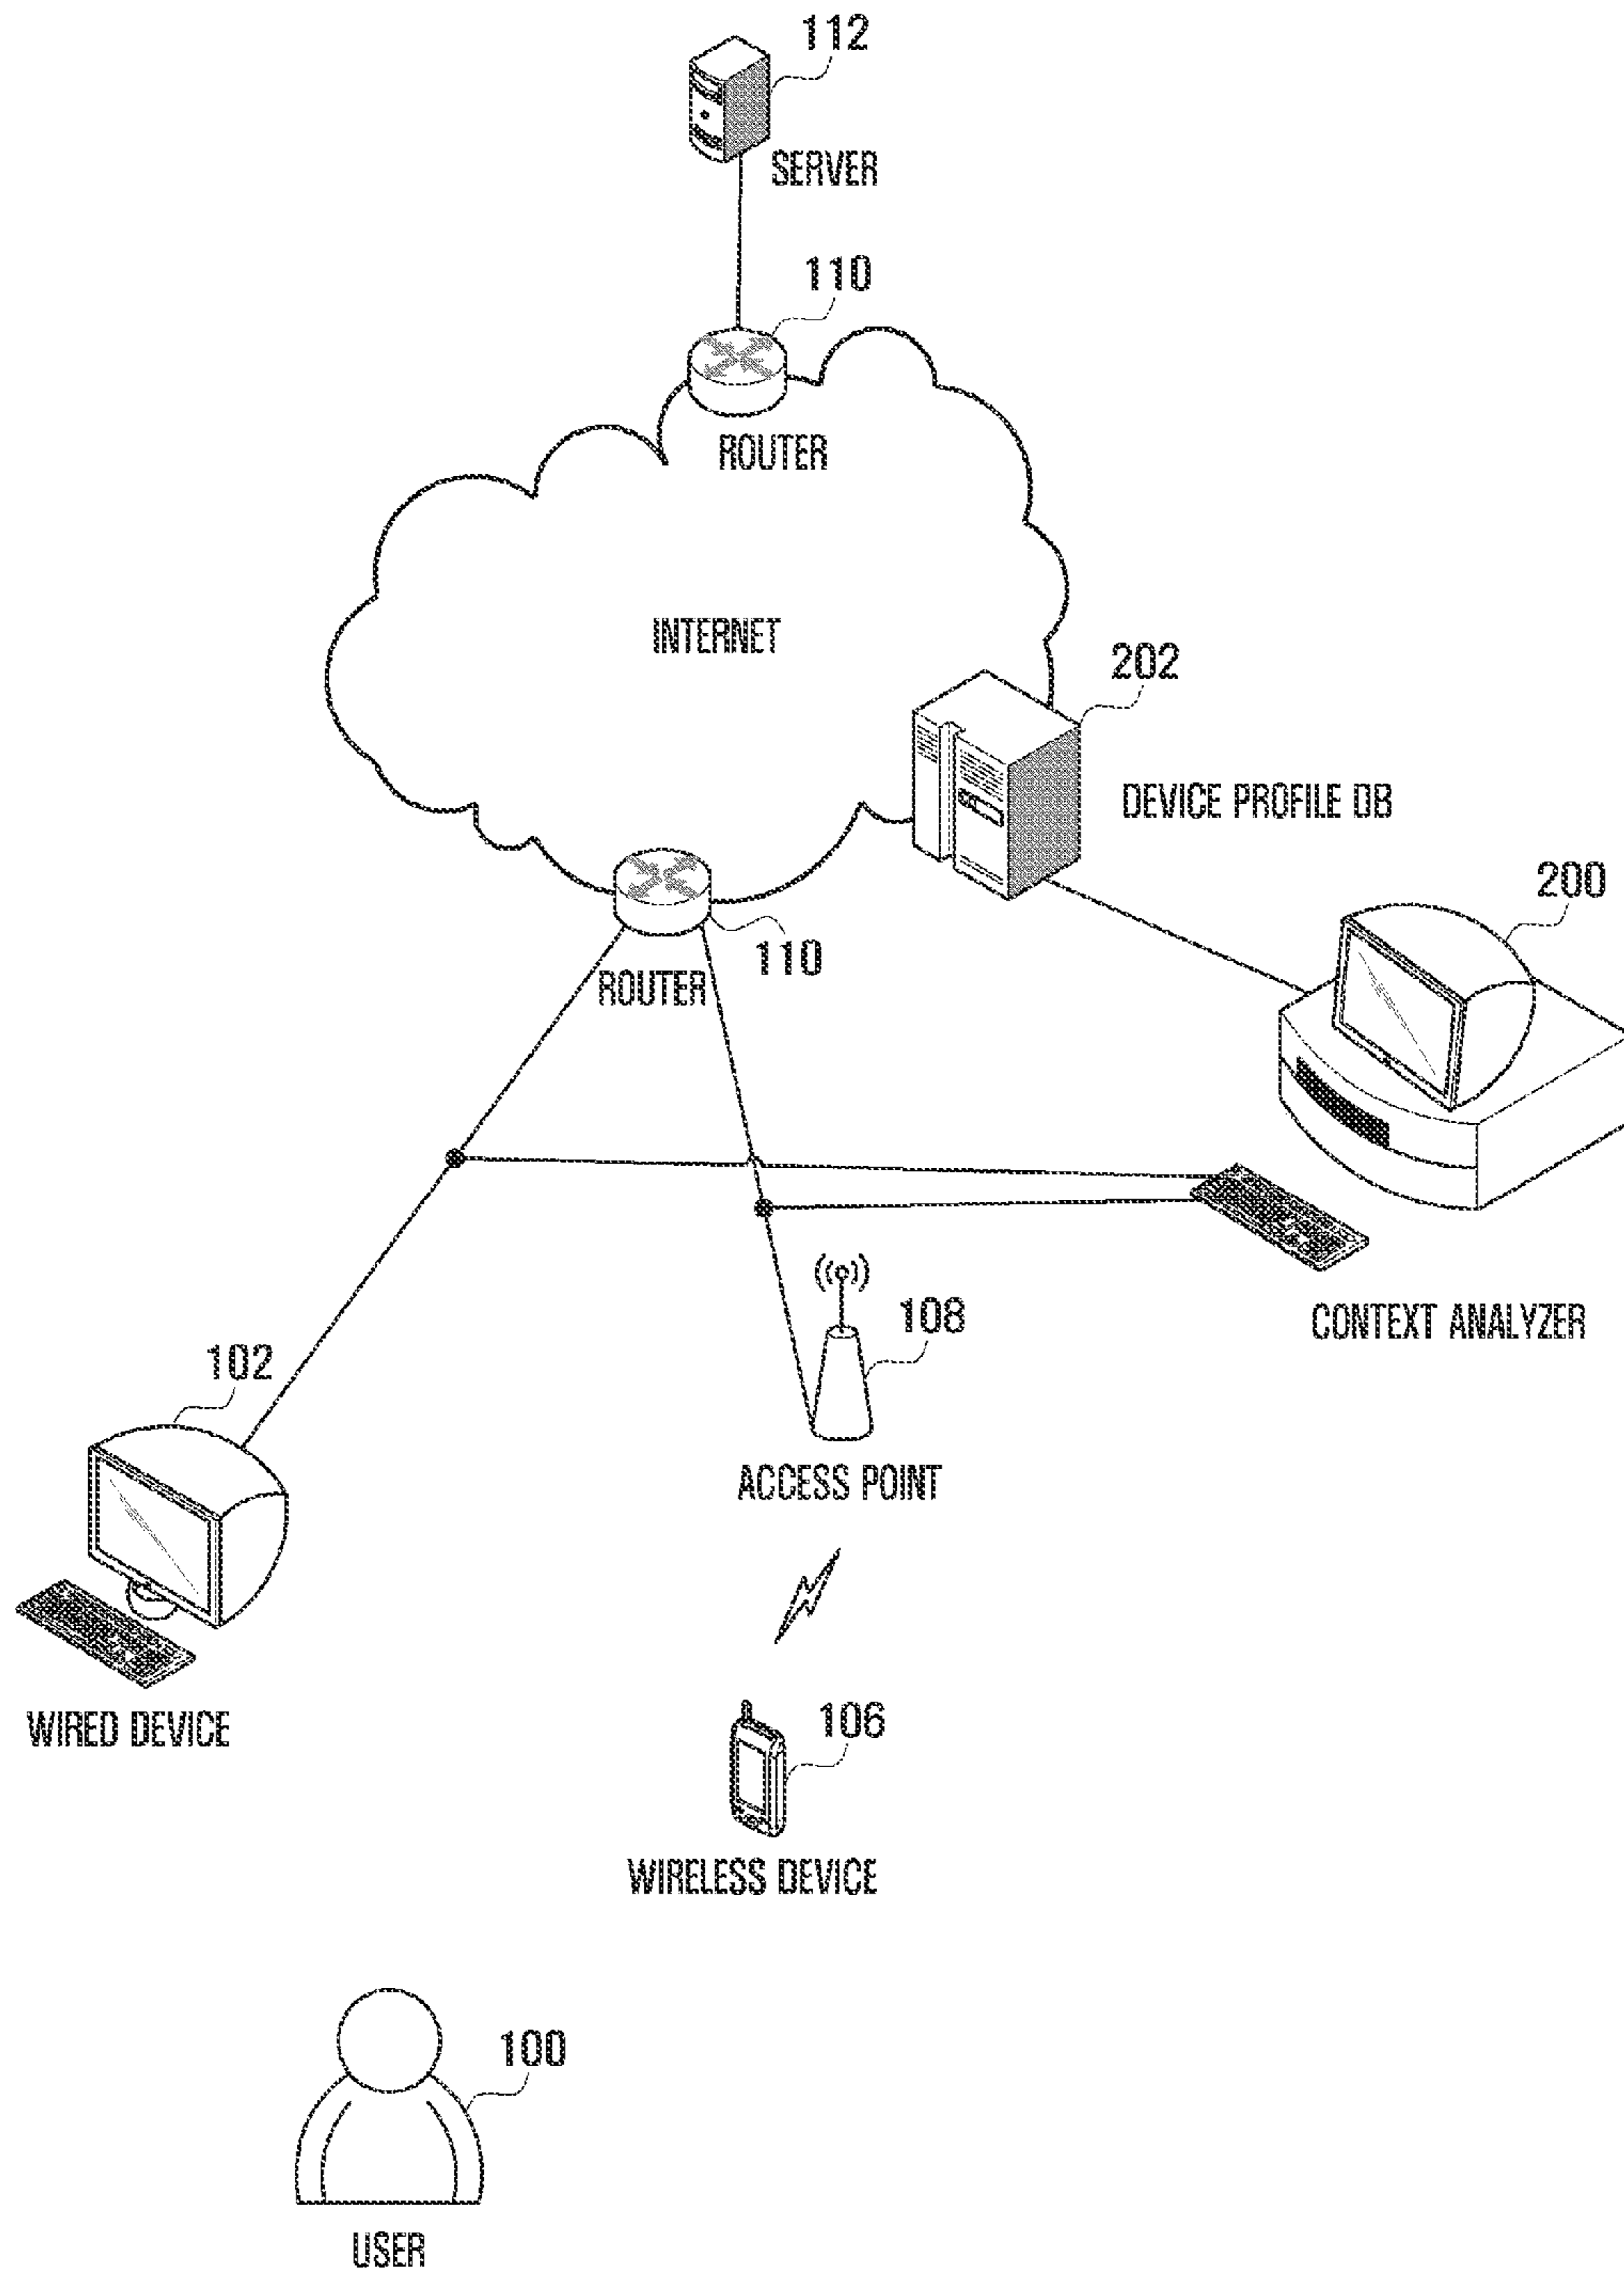 112
SERVER
110
ROUTER
INTERNET
202
DEVICE PROFILE DB
200
110
ROUTER
108
CONTEXT ANALYZER
102
ACCESS POINT
106
WIRED DEVICE
WIRELESS DEVICE
100
USER